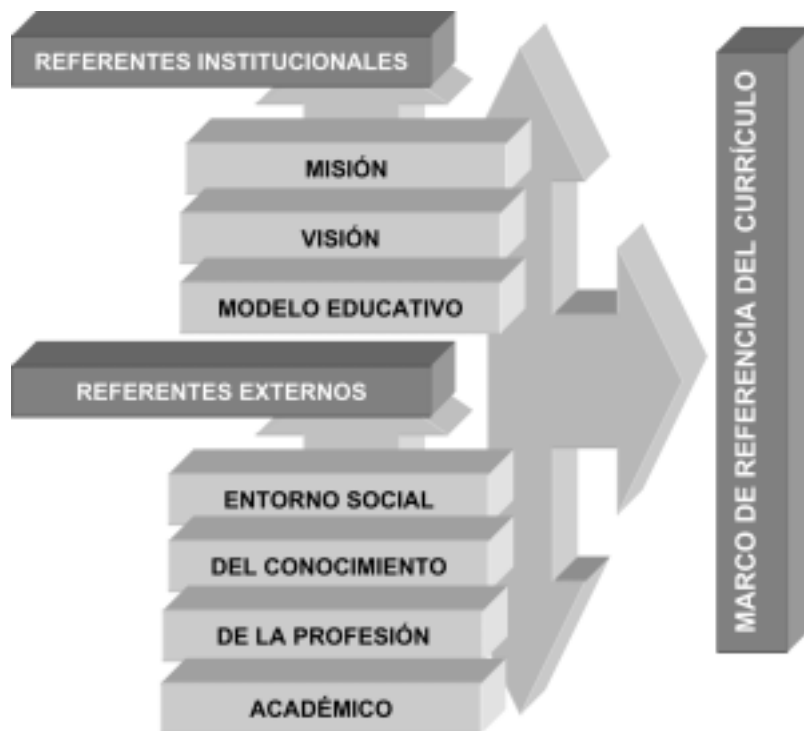 REFERENTES INSTITUCIONALES
MISIÓN
VISIÓN
MODELO EDUCATIVO
REFERENTES EXTERNOS
ENTORNO SOCIAL
DEL CONOCIMIENTO
DE LA PROFESIÓN
ACADÉMICO
MARCO DE REFERENCIA DEL CURRÍCULO